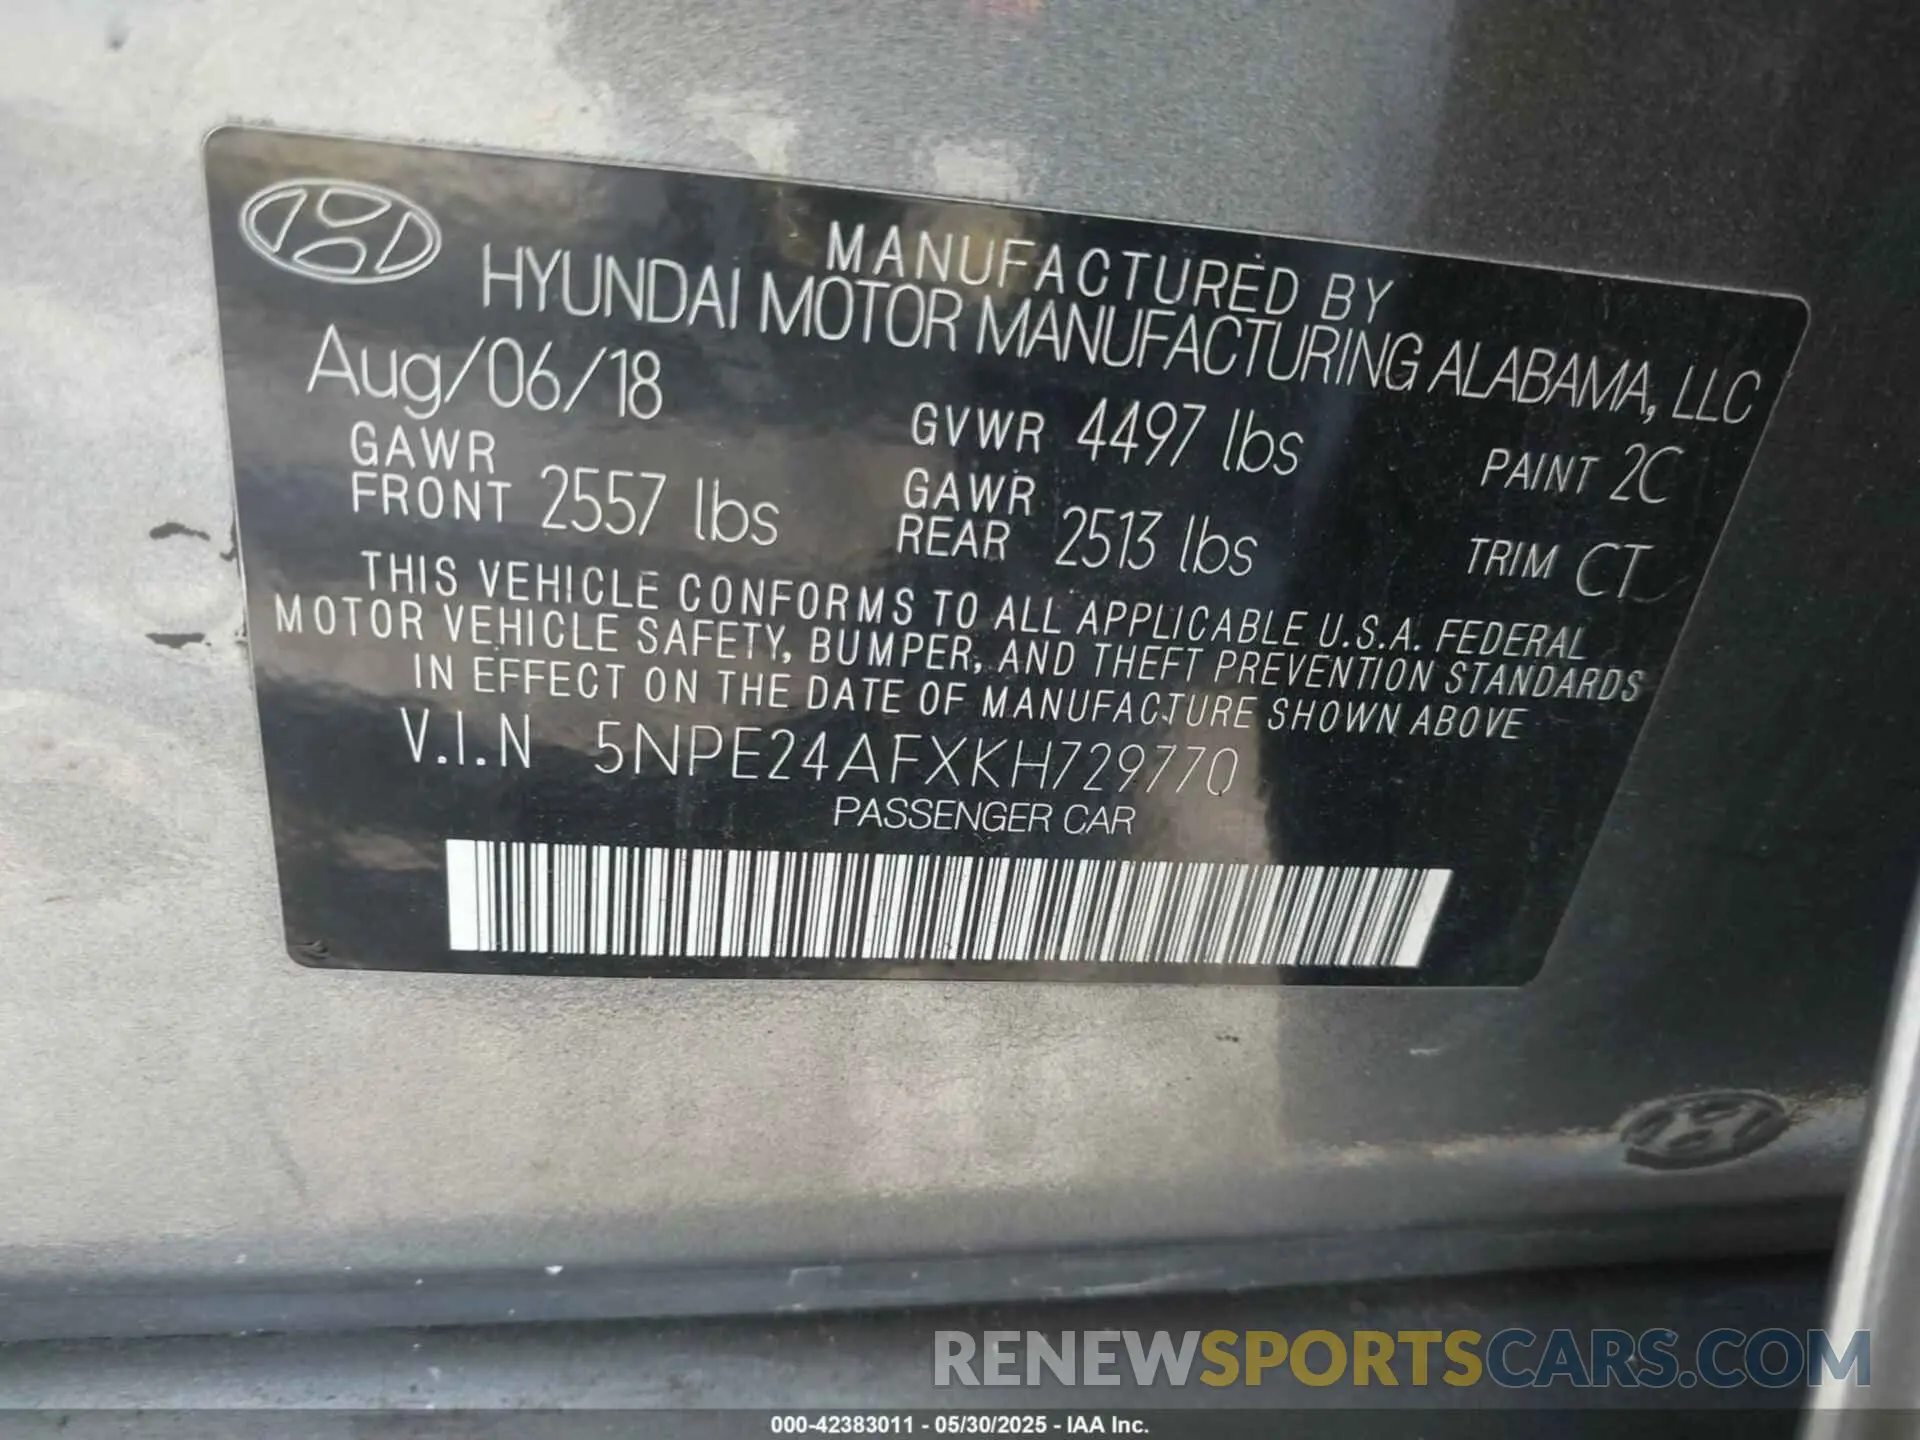 MANUFACTURED BY
HYUNDAI MOTOR MANUFACTURING ALABAMA, LLC
Aug/06/18
GVWR 4497 lbs
PAINT 2C
GAWR
FRONT 2557 lbs
GAWR
REAR 2513 lbs
TRIM CT
THIS VEHICLE CONFORMS TO ALL APPLICABLE U.S.A. FEDERAL
MOTOR VEHICLE SAFETY, BUMPER, AND THEFT PREVENTION STANDARDS
IN EFFECT ON THE DATE OF MANUFACTURE SHOWN ABOVE
V.I.N 5NPE24AFXKH729770
PASSENGER CAR
RENEWSPORTSCARS.COM
000-42383011 - 05/30/2025 - IAA Inc.